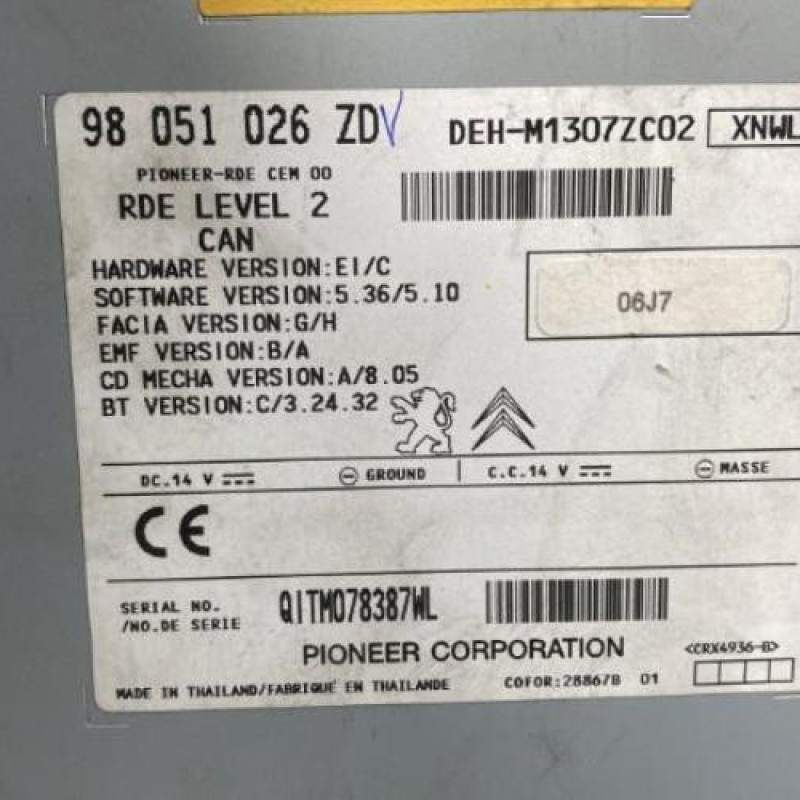 98 051 026 ZD DEH-M1307ZC02 XNWL
PIONEER-RDE CEM 00
RDE LEVEL 2
CAN
HARDWARE VERSION:EI/C
SOFTWARE VERSION:5.36/5.10
06J7
FACIA VERSION:G/H
EMF VERSION:B/A
CD MECHA VERSION:A/8.05
BT VERSION:C/3.24.32
DC.14 V GROUND C.C.14 V MASSE
CE
SERIAL NO.
/NO.DE SERIE
QITM078387WL
PIONEER CORPORATION <CRX4936-B>
MADE IN THAILAND/FABRIQUÉ EN THAILANDE COFOR:28867B 01